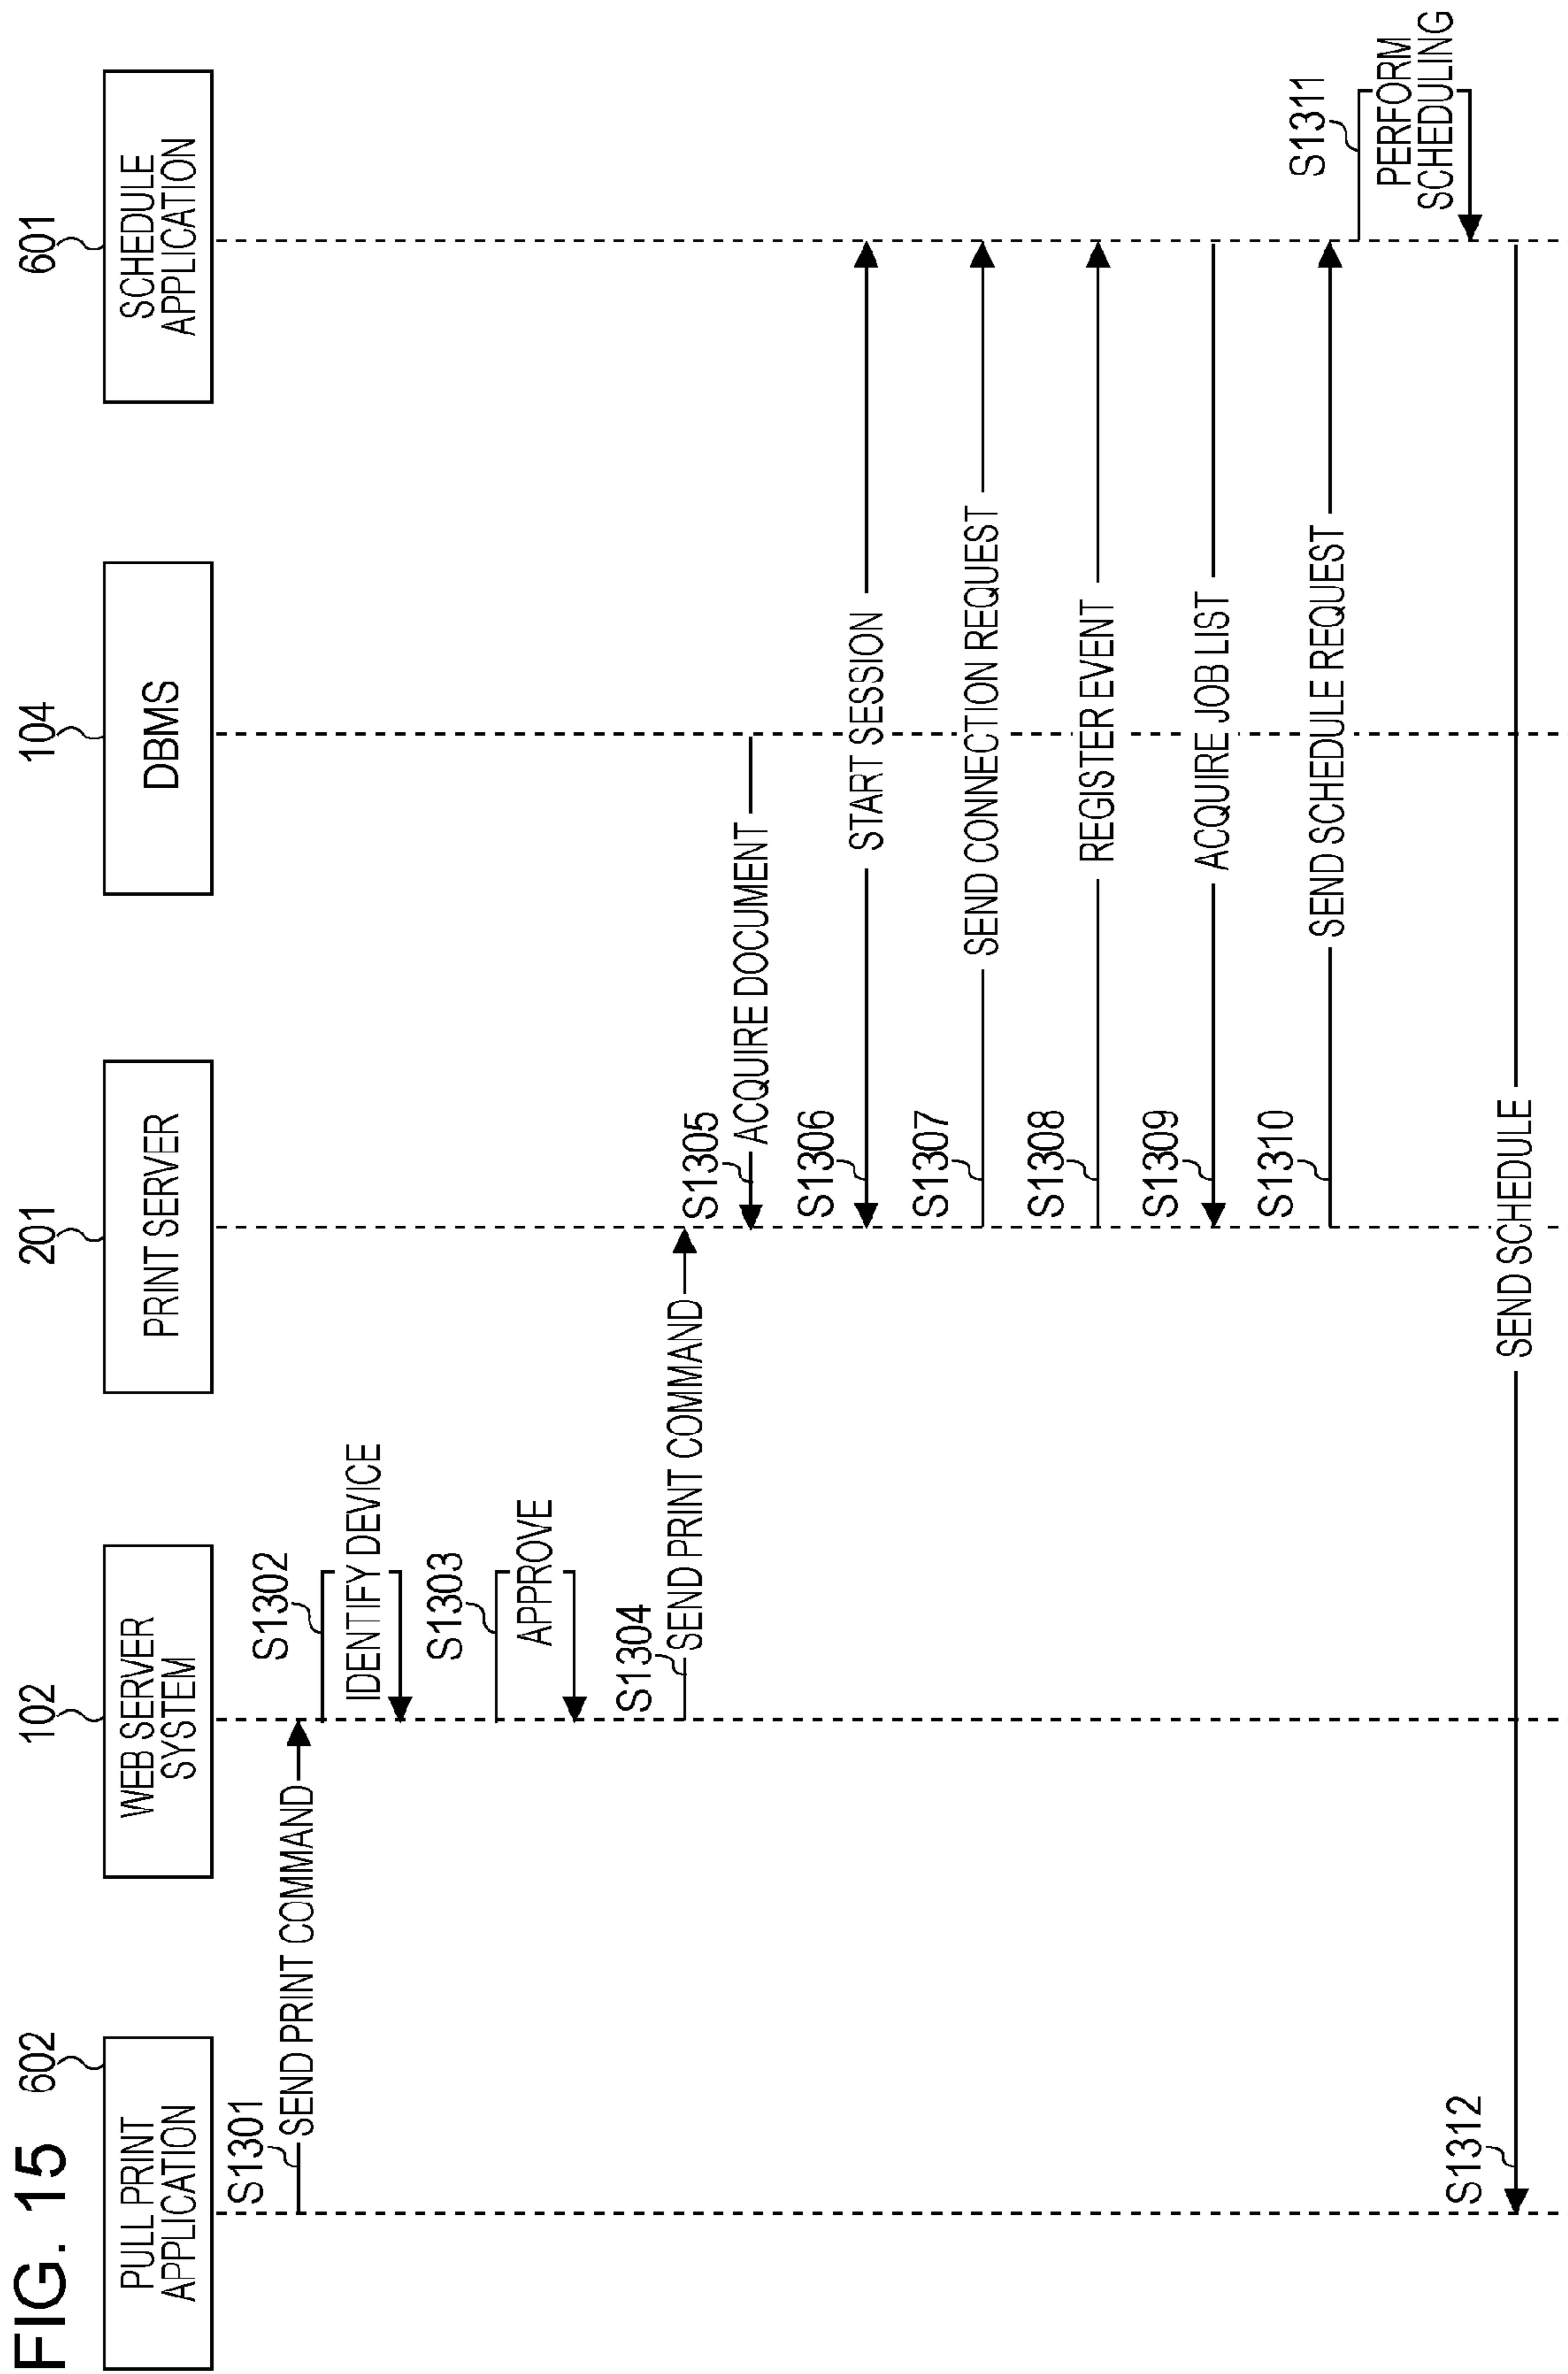 FIG. 15
602
102
201
104
601
PULL PRINT
APPLICATION
WEB SERVER
SYSTEM
PRINT SERVER
DBMS
SCHEDULE
APPLICATION
S1301
SEND PRINT COMMAND
S1302
IDENTIFY DEVICE
S1303
APPROVE
S1304
SEND PRINT COMMAND
S1305
ACQUIRE DOCUMENT
S1306
START SESSION
S1307
SEND CONNECTION REQUEST
S1308
REGISTER EVENT
S1309
ACQUIRE JOB LIST
S1310
SEND SCHEDULE REQUEST
S1311
PERFORM
SCHEDULING
S1312
SEND SCHEDULE